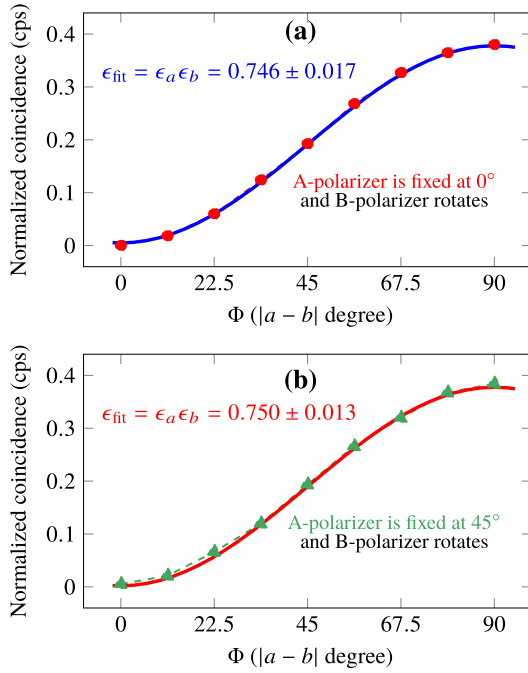 (a)
0.4
ϵfit = ϵaϵb = 0.746 ± 0.017
0.3
Normalized coincidence (cps)
0.2
A-polarizer is fixed at 0°
and B-polarizer rotates
0.1
0
0 22.5 45 67.5 90
Φ (|a − b| degree)
(b)
0.4
ϵfit = ϵaϵb = 0.750 ± 0.013
0.3
Normalized coincidence (cps)
0.2
A-polarizer is fixed at 45°
and B-polarizer rotates
0.1
0
0 22.5 45 67.5 90
Φ (|a − b| degree)